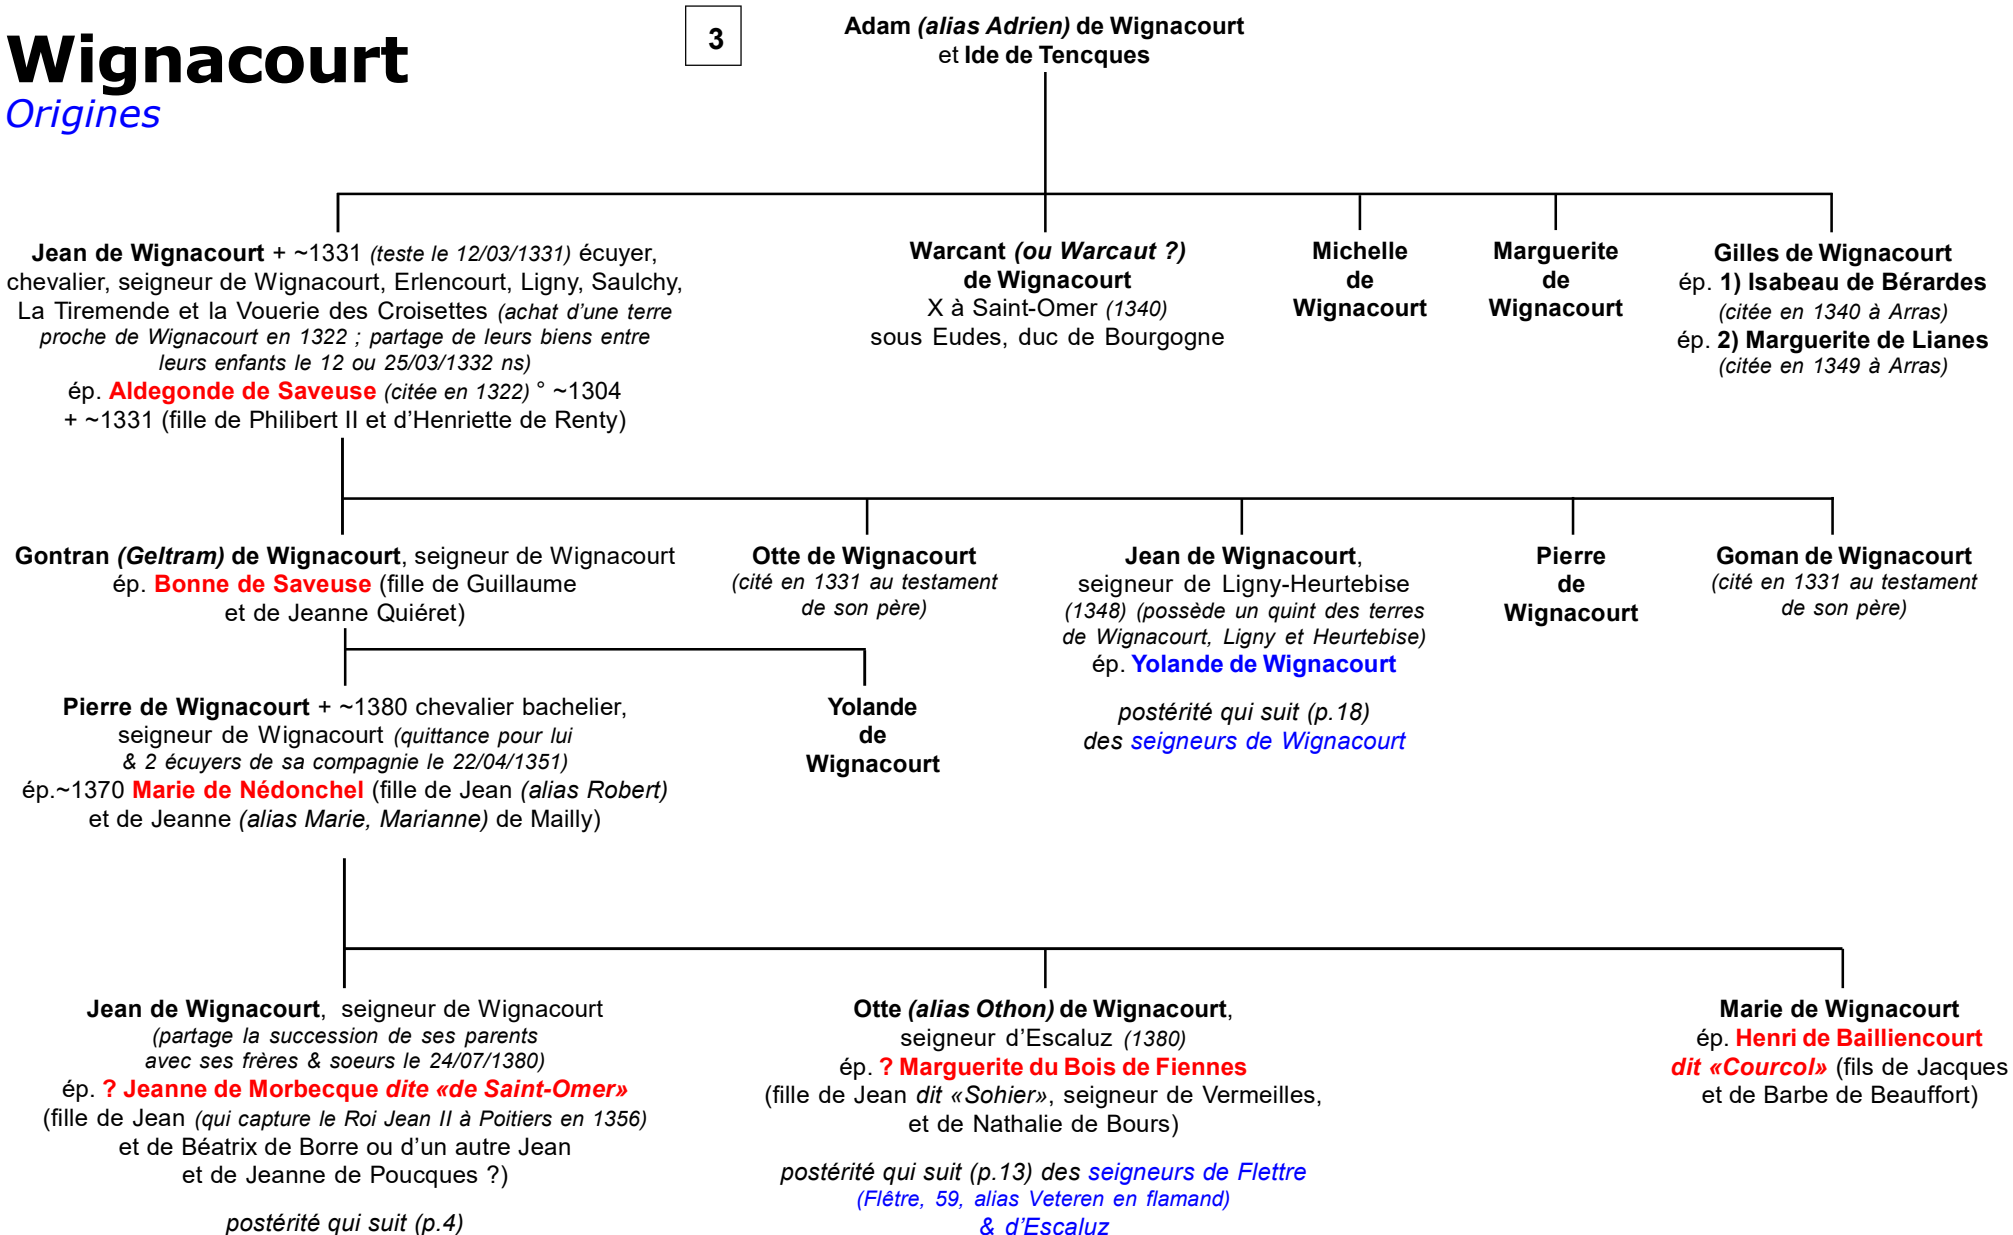 Wignacourt
Origines
3
Adam (alias Adrien) de Wignacourt
et Ide de Tencques
Jean de Wignacourt + ~1331 (teste le 12/03/1331) écuyer,
chevalier, seigneur de Wignacourt, Erlencourt, Ligny, Saulchy,
La Tiremende et la Vouerie des Croisettes (achat d'une terre
proche de Wignacourt en 1322 ; partage de leurs biens entre
leurs enfants le 12 ou 25/03/1332 ns)
ép. Aldegonde de Saveuse (citée en 1322) ° ~1304
+ ~1331 (fille de Philibert II et d'Henriette de Renty)
Warcant (ou Warcaut ?)
de Wignacourt
X à Saint-Omer (1340)
sous Eudes, duc de Bourgogne
Michelle
de
Wignacourt
Marguerite
de
Wignacourt
Gilles de Wignacourt
ép. 1) Isabeau de Bérardes
(citée en 1340 à Arras)
ép. 2) Marguerite de Lianes
(citée en 1349 à Arras)
Gontran (Geltram) de Wignacourt, seigneur de Wignacourt
ép. Bonne de Saveuse (fille de Guillaume
et de Jeanne Quiéret)
Otte de Wignacourt
(cité en 1331 au testament
de son père)
Jean de Wignacourt,
seigneur de Ligny-Heurtebise
(1348) (possède un quint des terres
de Wignacourt, Ligny et Heurtebise)
ép. Yolande de Wignacourt
postérité qui suit (p.18)
des seigneurs de Wignacourt
Pierre
de
Wignacourt
Goman de Wignacourt
(cité en 1331 au testament
de son père)
Pierre de Wignacourt + ~1380 chevalier bachelier,
seigneur de Wignacourt (quittance pour lui
& 2 écuyers de sa compagnie le 22/04/1351)
ép.~1370 Marie de Nédonchel (fille de Jean (alias Robert)
et de Jeanne (alias Marie, Marianne) de Mailly)
Yolande
de
Wignacourt
Jean de Wignacourt, seigneur de Wignacourt
(partage la succession de ses parents
avec ses frères & soeurs le 24/07/1380)
ép. ? Jeanne de Morbecque dite «de Saint-Omer»
(fille de Jean (qui capture le Roi Jean II à Poitiers en 1356)
et de Béatrix de Borre ou d'un autre Jean
et de Jeanne de Poucques ?)
postérité qui suit (p.4)
Otte (alias Othon) de Wignacourt,
seigneur d'Escaluz (1380)
ép. ? Marguerite du Bois de Fiennes
(fille de Jean dit «Sohier», seigneur de Vermeilles,
et de Nathalie de Bours)
postérité qui suit (p.13) des seigneurs de Flettre
(Flêtre, 59, alias Veteren en flamand)
& d'Escaluz
Marie de Wignacourt
ép. Henri de Bailliencourt
dit «Courcol» (fils de Jacques
et de Barbe de Beauffort)